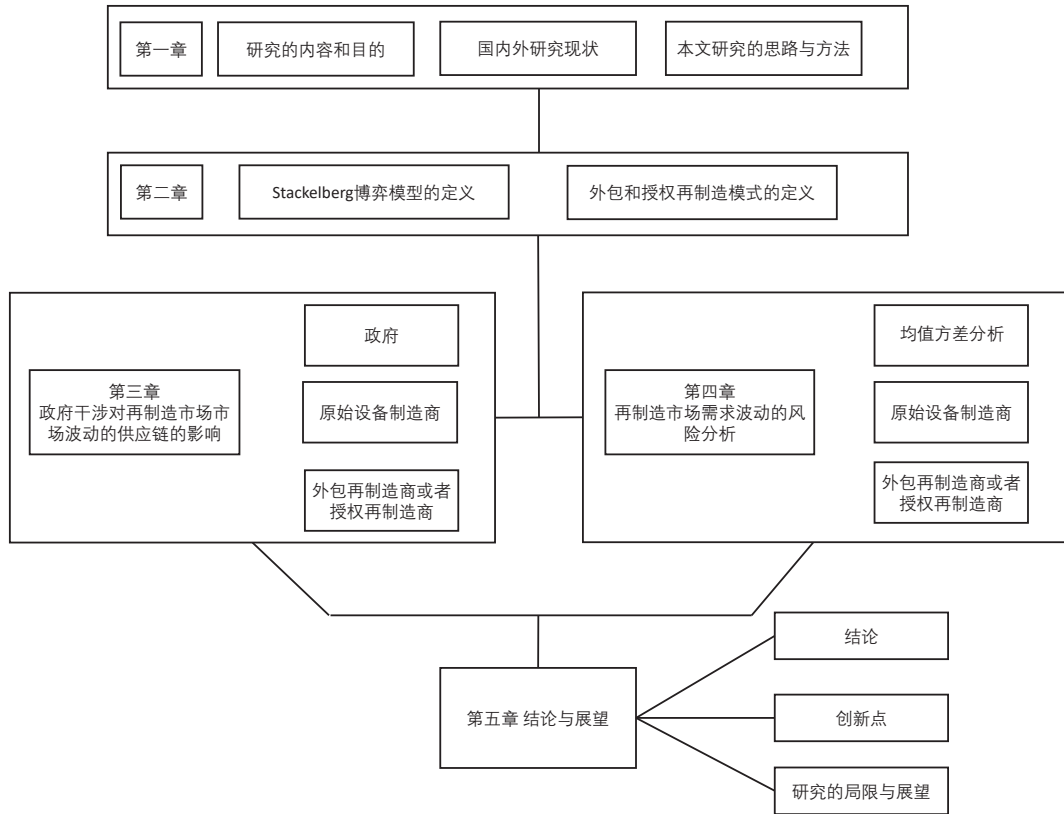 第一章
研究的内容和目的
国内外研究现状
本文研究的思路与方法
第二章
Stackelberg博弈模型的定义
外包和授权再制造模式的定义
第三章
政府干涉对再制造市场市
场波动的供应链的影响
政府
原始设备制造商
外包再制造商或者
授权再制造商
第四章
再制造市场需求波动的风
险分析
均值方差分析
原始设备制造商
外包再制造商或者
授权再制造商
第五章 结论与展望
结论
创新点
研究的局限与展望